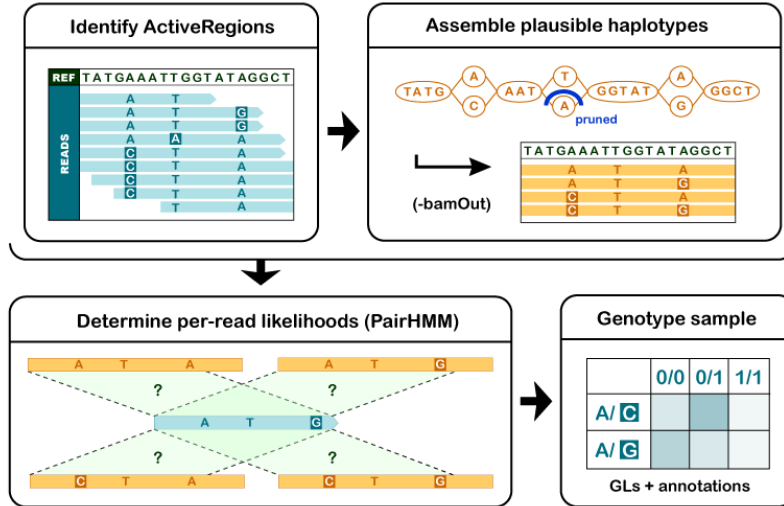 Identify ActiveRegions
REF TATGAAATTGGTATAGGCT
READS
A T
A T G
A T G
A A A
C T A
C T A
C T A
C T A
T A
Assemble plausible haplotypes
TATG A C AAT T A GGTAT A G GGCT
pruned
(-bamOut)
TATGAAATTGGTATAGGCT
A T A
A T G
C T A
C T G
Determine per-read likelihoods (PairHMM)
A T A A T G
? ?
A T G
? ?
C T A C T G
Genotype sample
0/0 0/1 1/1
A/ C
A/ G
GLs + annotations